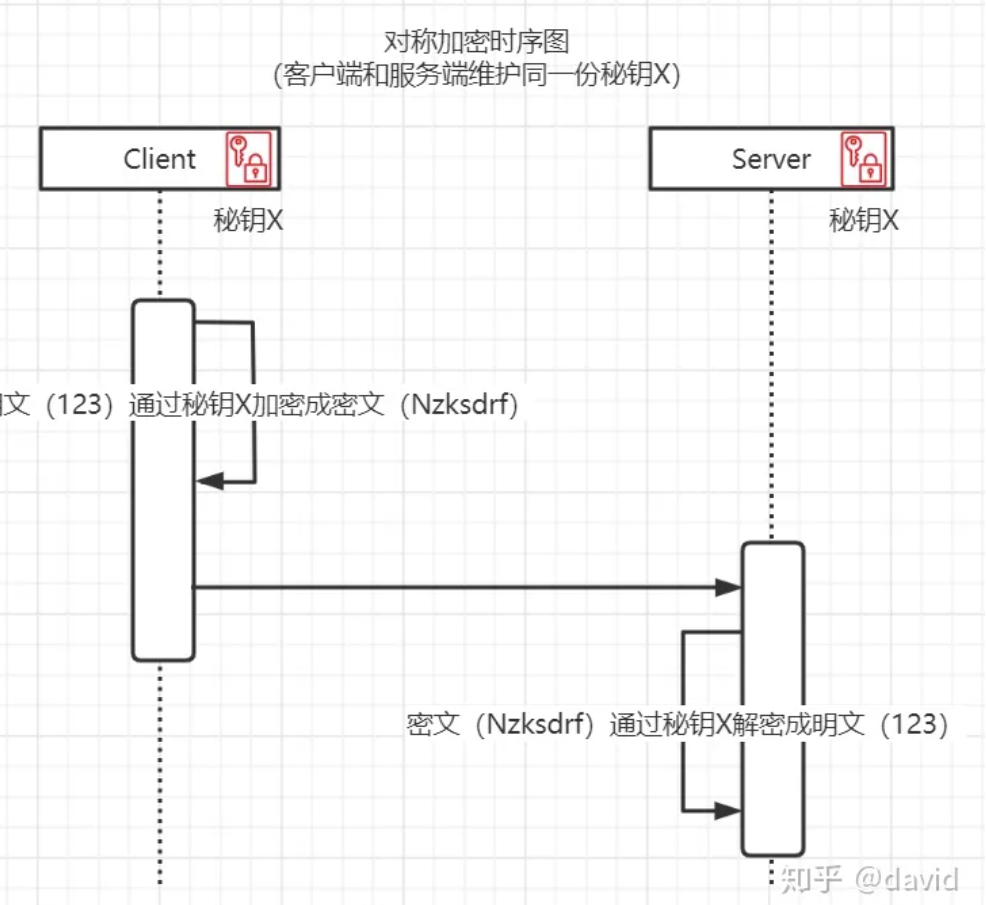 对称加密时序图
(客户端和服务端维护同一份秘钥X)
Client
Server
秘钥X
秘钥X
文（123）通过秘钥X加密成密文（Nzksdrf）
密文（Nzksdrf）通过秘钥X解密成明文（123）
知乎 @david